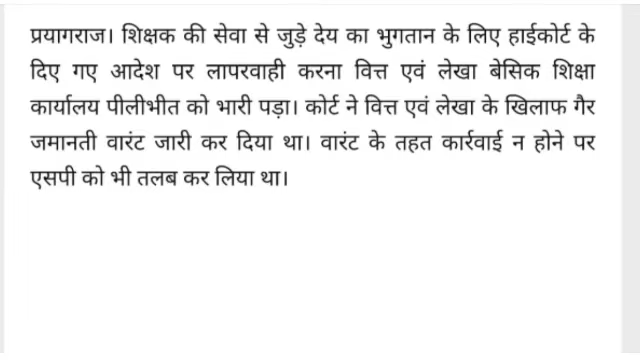 प्रयागराज। शिक्षक की सेवा से जुड़े देय का भुगतान के लिए हाईकोर्ट के
दिए गए आदेश पर लापरवाही करना वित्त एवं लेखा बेसिक शिक्षा
कार्यालय पीलीभीत को भारी पड़ा। कोर्ट ने वित्त एवं लेखा के खिलाफ गैर
जमानती वारंट जारी कर दिया था। वारंट के तहत कार्रवाई न होने पर
एसपी को भी तलब कर लिया था।